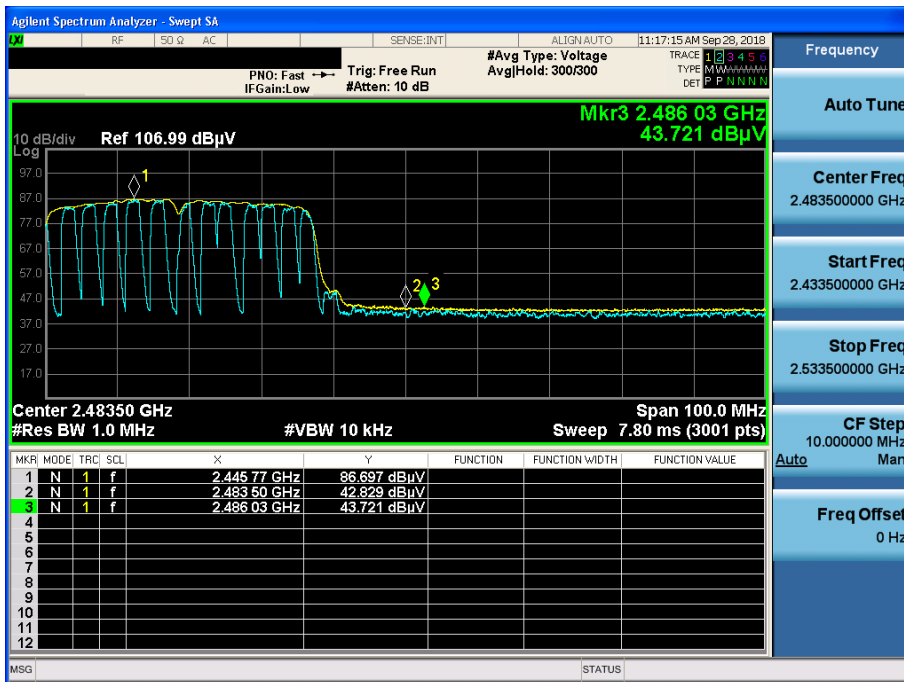 Agilent Spectrum Analyzer - Swept SA
LXI RF 50 Ω AC SENSE:INT ALIGN AUTO 11:17:15 AM Sep 28, 2018
Frequency
#Avg Type: Voltage TRACE 1 2 3 4 5 6
PNO: Fast Trig: Free Run Avg|Hold: 300/300 TYPE M W
IFGain:Low #Atten: 10 dB DET P P N N N N
Auto Tune
Mkr3 2.486 03 GHz
10 dB/div Ref 106.99 dBµV 43.721 dBµV
Log
97.0
87.0
77.0
67.0
57.0
47.0
37.0
17.0
1
2 3
Center Freq
2.483500000 GHz
Start Freq
2.433500000 GHz
Stop Freq
2.533500000 GHz
Center 2.48350 GHz Span 100.0 MHz
#Res BW 1.0 MHz #VBW 10 kHz Sweep 7.80 ms (3001 pts)
CF Step
10.000000 MHz
Auto Man
MKR MODE TRC SCL X Y FUNCTION FUNCTION WIDTH FUNCTION VALUE
1 N 1 f 2.445 77 GHz 86.697 dBµV
2 N 1 f 2.483 50 GHz 42.829 dBµV
3 N 1 f 2.486 03 GHz 43.721 dBµV
4
5
6
7
8
9
10
11
12
Freq Offset
0 Hz
MSG STATUS